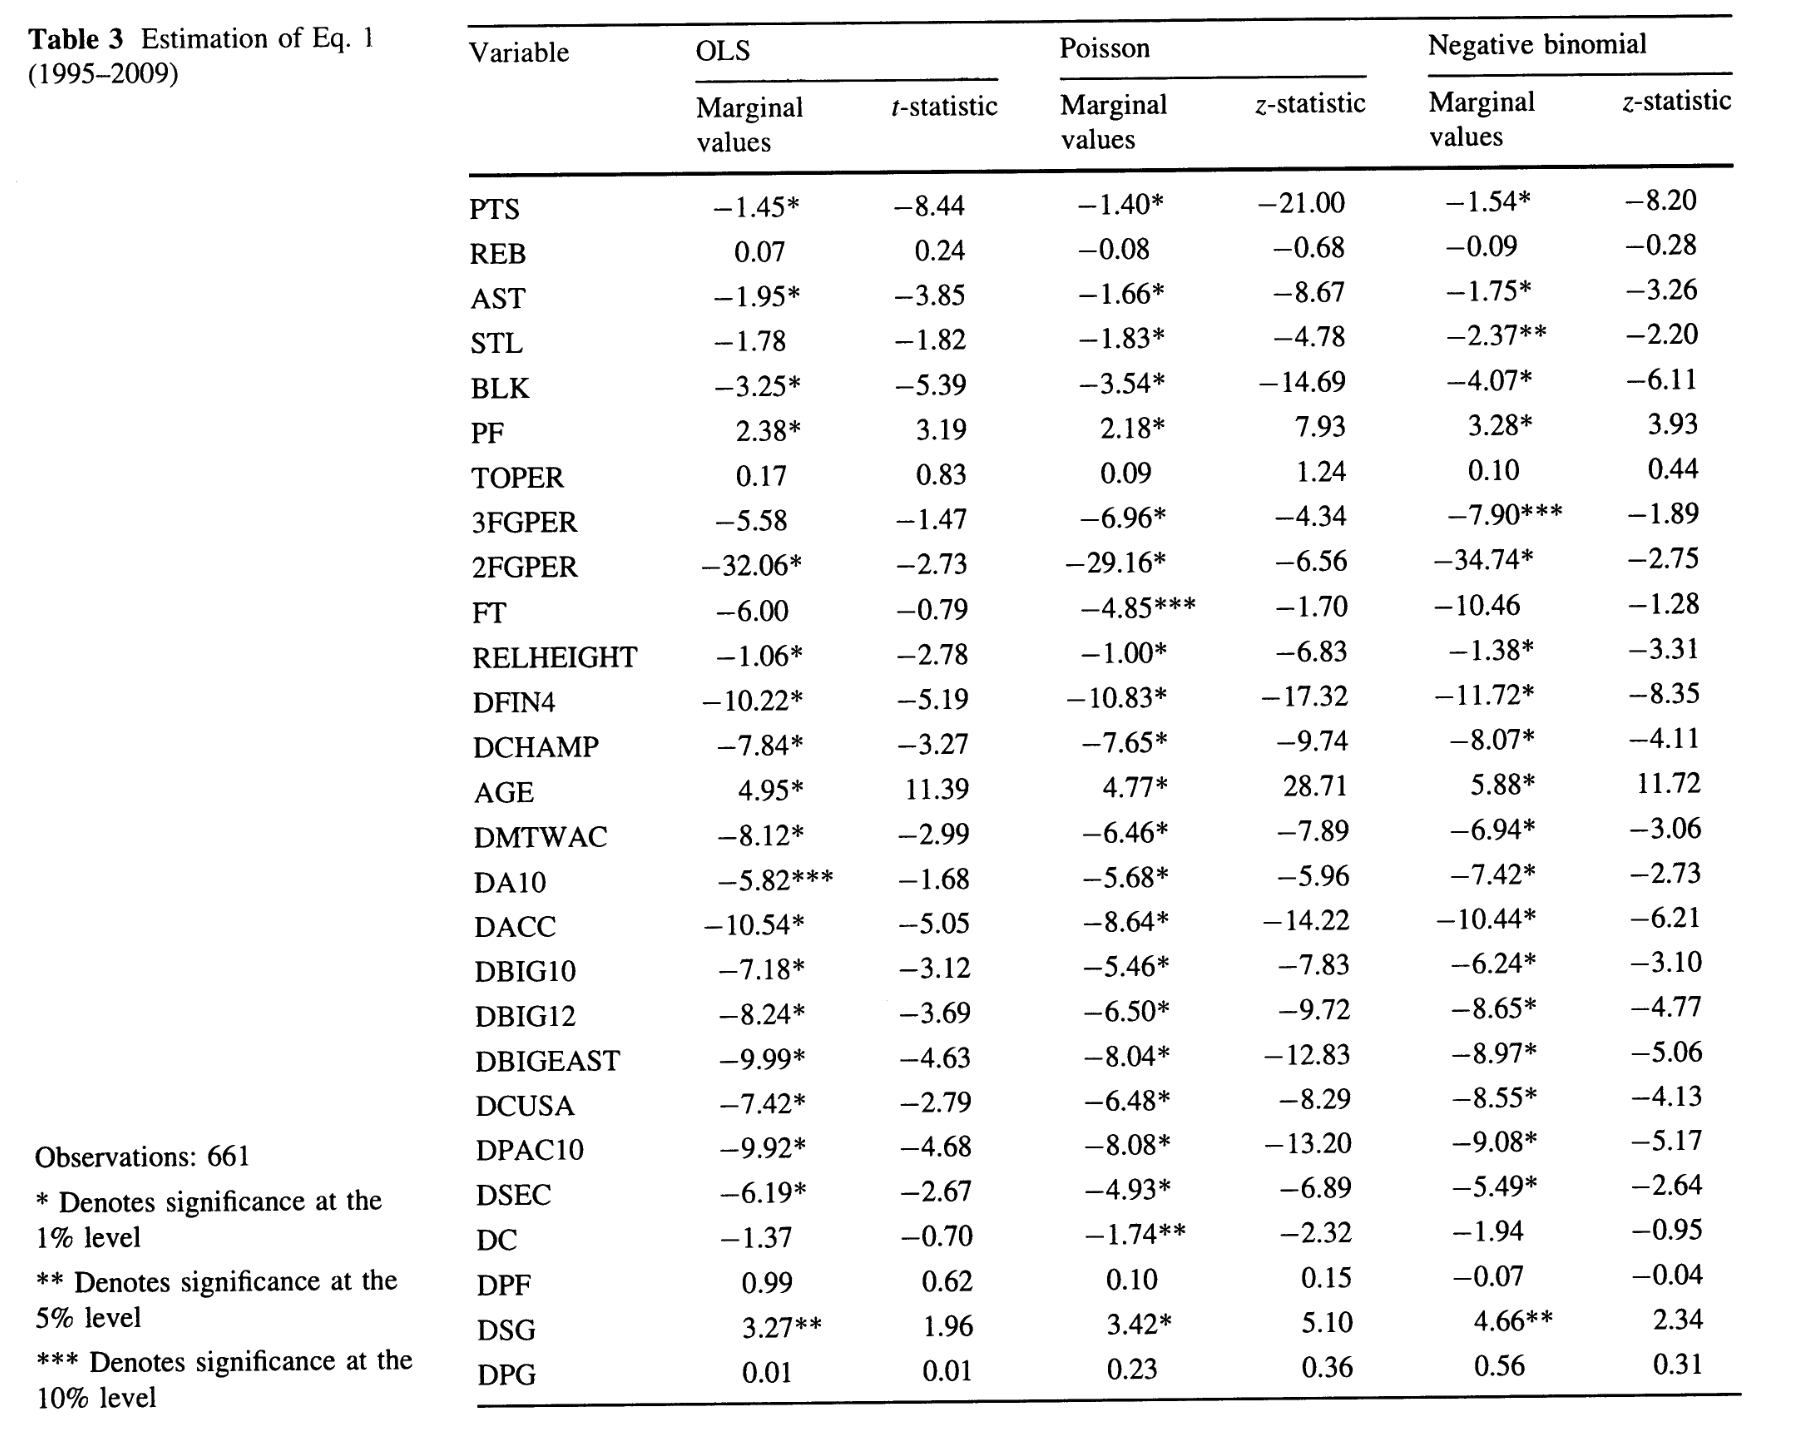 Table 3 Estimation of Eq. 1
(1995–2009)
Variable OLS Poisson Negative binomial
Marginal values t-statistic Marginal values z-statistic Marginal values z-statistic
PTS −1.45* −8.44 −1.40* −21.00 −1.54* −8.20
REB 0.07 0.24 −0.08 −0.68 −0.09 −0.28
AST −1.95* −3.85 −1.66* −8.67 −1.75* −3.26
STL −1.78 −1.82 −1.83* −4.78 −2.37** −2.20
BLK −3.25* −5.39 −3.54* −14.69 −4.07* −6.11
PF 2.38* 3.19 2.18* 7.93 3.28* 3.93
TOPER 0.17 0.83 0.09 1.24 0.10 0.44
3FGPER −5.58 −1.47 −6.96* −4.34 −7.90*** −1.89
2FGPER −32.06* −2.73 −29.16* −6.56 −34.74* −2.75
FT −6.00 −0.79 −4.85*** −1.70 −10.46 −1.28
RELHEIGHT −1.06* −2.78 −1.00* −6.83 −1.38* −3.31
DFIN4 −10.22* −5.19 −10.83* −17.32 −11.72* −8.35
DCHAMP −7.84* −3.27 −7.65* −9.74 −8.07* −4.11
AGE 4.95* 11.39 4.77* 28.71 5.88* 11.72
DMTWAC −8.12* −2.99 −6.46* −7.89 −6.94* −3.06
DA10 −5.82*** −1.68 −5.68* −5.96 −7.42* −2.73
DACC −10.54* −5.05 −8.64* −14.22 −10.44* −6.21
DBIG10 −7.18* −3.12 −5.46* −7.83 −6.24* −3.10
DBIG12 −8.24* −3.69 −6.50* −9.72 −8.65* −4.77
DBIGEAST −9.99* −4.63 −8.04* −12.83 −8.97* −5.06
DCUSA −7.42* −2.79 −6.48* −8.29 −8.55* −4.13
DPAC10 −9.92* −4.68 −8.08* −13.20 −9.08* −5.17
DSEC −6.19* −2.67 −4.93* −6.89 −5.49* −2.64
DC −1.37 −0.70 −1.74** −2.32 −1.94 −0.95
DPF 0.99 0.62 0.10 0.15 −0.07 −0.04
DSG 3.27** 1.96 3.42* 5.10 4.66** 2.34
DPG 0.01 0.01 0.23 0.36 0.56 0.31
Observations: 661
* Denotes significance at the
1% level
** Denotes significance at the
5% level
*** Denotes significance at the
10% level